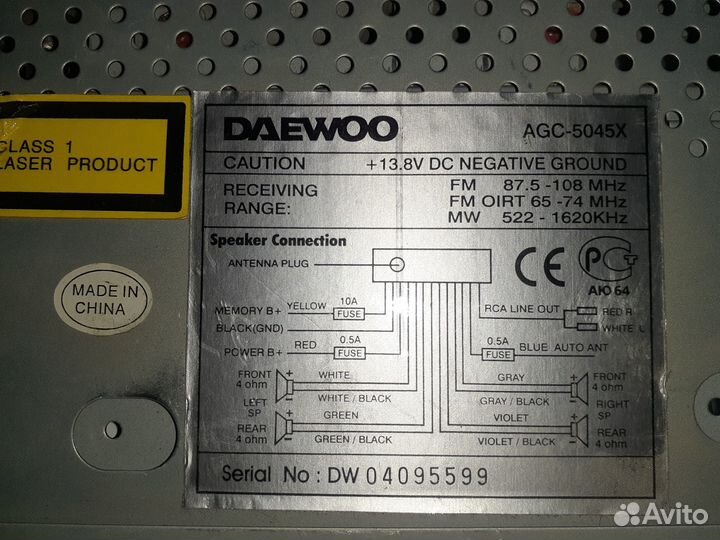 CLASS 1
LASER PRODUCT
MADE IN
CHINA
DAEWOO AGC-5045X
CAUTION +13.8V DC NEGATIVE GROUND
RECEIVING
RANGE:
FM 87.5 - 108 MHz
FM OIRT 65 - 74 MHz
MW 522 - 1620KHz
Speaker Connection
ANTENNA PLUG
CE
PCT
АЮ64
MEMORY B+ YELLOW 10A FUSE
BLACK(GND)
POWER B+ RED 0.5A FUSE
RCA LINE OUT RED R
WHITE L
0.5A FUSE BLUE AUTO ANT
FRONT
4 ohm
+ WHITE
- WHITE / BLACK
LEFT
SP
REAR
4 ohm
+ GREEN
- GREEN / BLACK
GRAY +
GRAY / BLACK -
FRONT
4 ohm
RIGHT
SP
VIOLET +
VIOLET / BLACK -
REAR
4 ohm
Serial No : DW 04095599
Avito